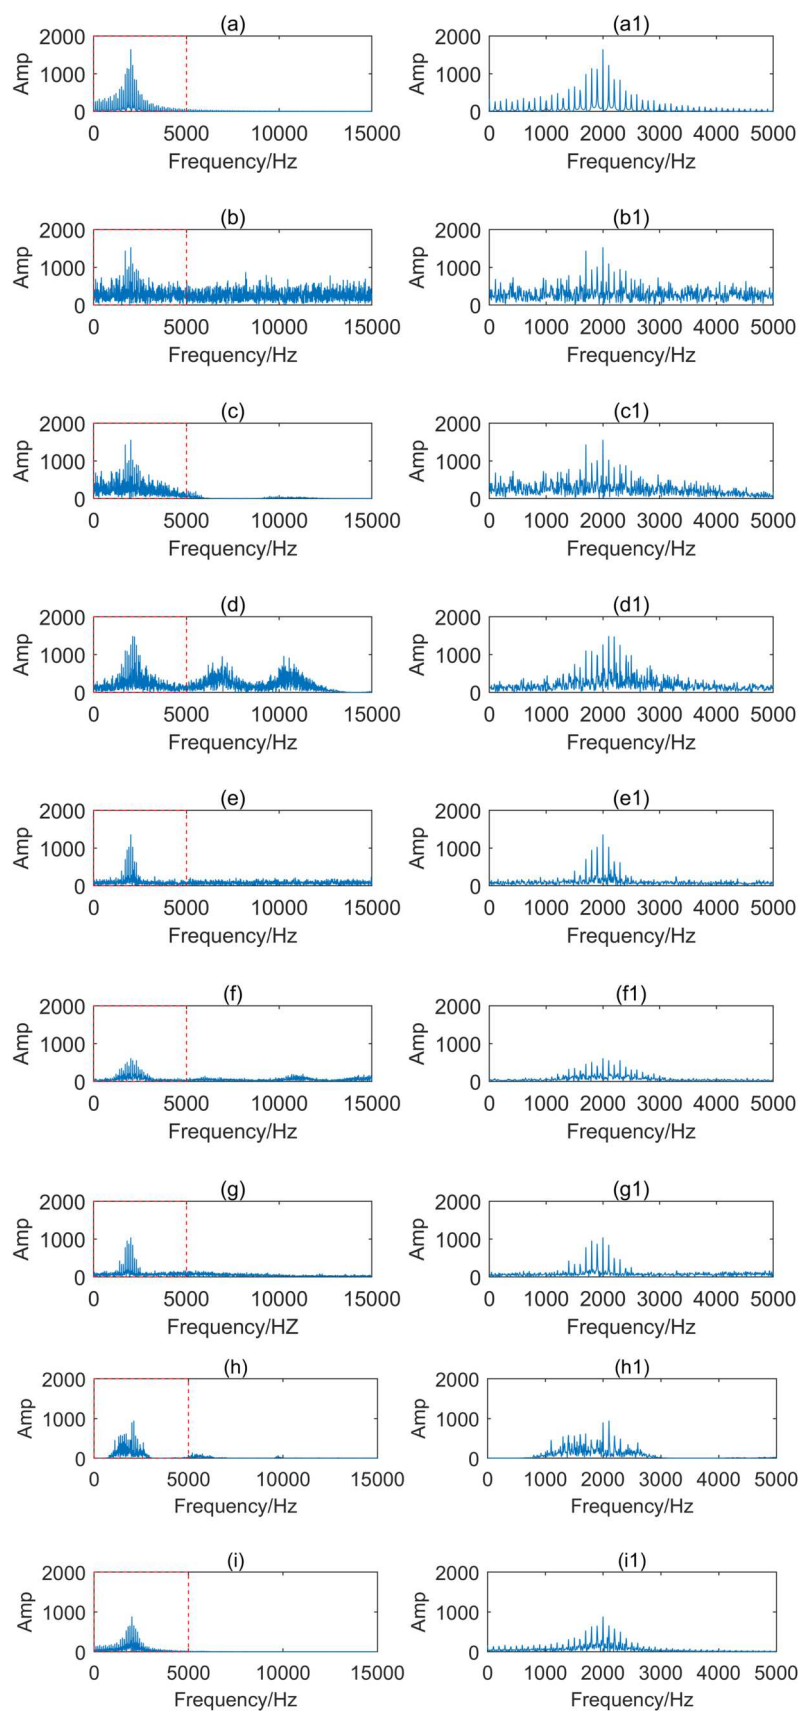 (a) (a1)
Amp 2000 1000 0 Amp 2000 1000 0
0 5000 10000 15000 0 1000 2000 3000 4000 5000
Frequency/Hz Frequency/Hz
(b) (b1)
Amp 2000 1000 0 Amp 2000 1000 0
0 5000 10000 15000 0 1000 2000 3000 4000 5000
Frequency/Hz Frequency/Hz
(c) (c1)
Amp 2000 1000 0 Amp 2000 1000 0
0 5000 10000 15000 0 1000 2000 3000 4000 5000
Frequency/Hz Frequency/Hz
(d) (d1)
Amp 2000 1000 0 Amp 2000 1000 0
0 5000 10000 15000 0 1000 2000 3000 4000 5000
Frequency/Hz Frequency/Hz
(e) (e1)
Amp 2000 1000 0 Amp 2000 1000 0
0 5000 10000 15000 0 1000 2000 3000 4000 5000
Frequency/Hz Frequency/Hz
(f) (f1)
Amp 2000 1000 0 Amp 2000 1000 0
0 5000 10000 15000 0 1000 2000 3000 4000 5000
Frequency/Hz Frequency/Hz
(g) (g1)
Amp 2000 1000 0 Amp 2000 1000 0
0 5000 10000 15000 0 1000 2000 3000 4000 5000
Frequency/HZ Frequency/Hz
(h) (h1)
Amp 2000 1000 0 Amp 2000 1000 0
0 5000 10000 15000 0 1000 2000 3000 4000 5000
Frequency/Hz Frequency/Hz
(i) (i1)
Amp 2000 1000 0 Amp 2000 1000 0
0 5000 10000 15000 0 1000 2000 3000 4000 5000
Frequency/Hz Frequency/Hz